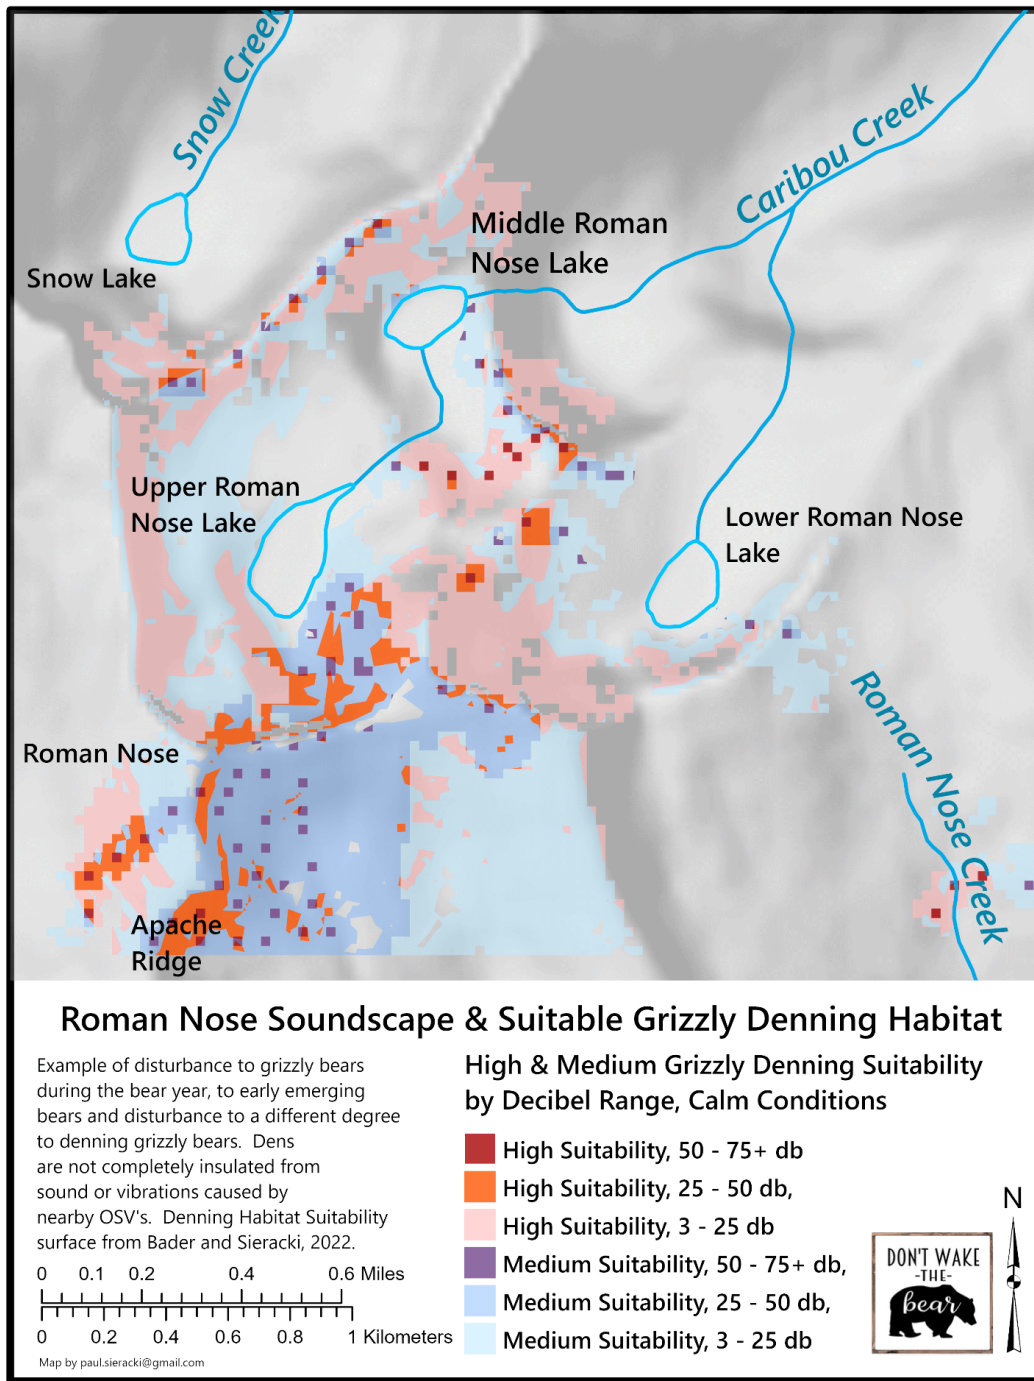 Snow Creek
Caribou Creek
Middle Roman
Nose Lake
Snow Lake
Upper Roman
Nose Lake
Lower Roman Nose
Lake
Roman Nose Creek
Roman Nose
Apache
Ridge
Roman Nose Soundscape & Suitable Grizzly Denning Habitat
Example of disturbance to grizzly bears
during the bear year, to early emerging
bears and disturbance to a different degree
to denning grizzly bears.  Dens
are not completely insulated from
sound or vibrations caused by
nearby OSV's.  Denning Habitat Suitability
surface from Bader and Sieracki, 2022.
0 0.1 0.2 0.4 0.6 Miles
0 0.2 0.4 0.6 0.8 1 Kilometers
Map by paul.sieracki@gmail.com
High & Medium Grizzly Denning Suitability
by Decibel Range, Calm Conditions
High Suitability, 50 - 75+ db
High Suitability, 25 - 50 db,
High Suitability, 3 - 25 db
Medium Suitability, 50 - 75+ db,
Medium Suitability, 25 - 50 db,
Medium Suitability, 3 - 25 db
N
DON'T WAKE
-THE-
bear